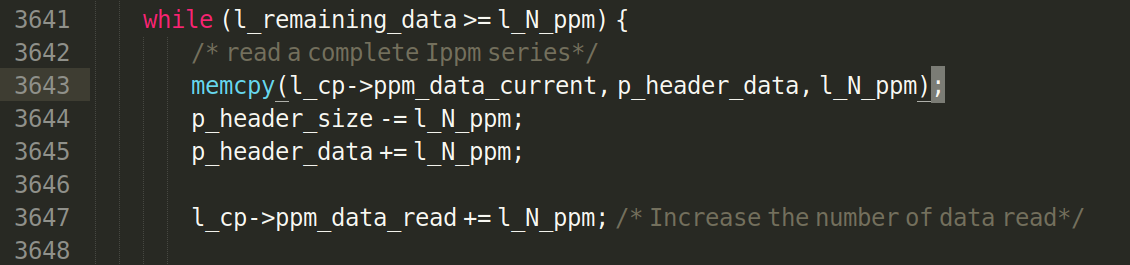 3641 while (l_remaining_data >= l_N_ppm) {
3642 /* read a complete Ippm series*/
3643 memcpy(l_cp->ppm_data_current, p_header_data, l_N_ppm);
3644 p_header_size -= l_N_ppm;
3645 p_header_data += l_N_ppm;
3646
3647 l_cp->ppm_data_read += l_N_ppm; /* Increase the number of data read*/
3648